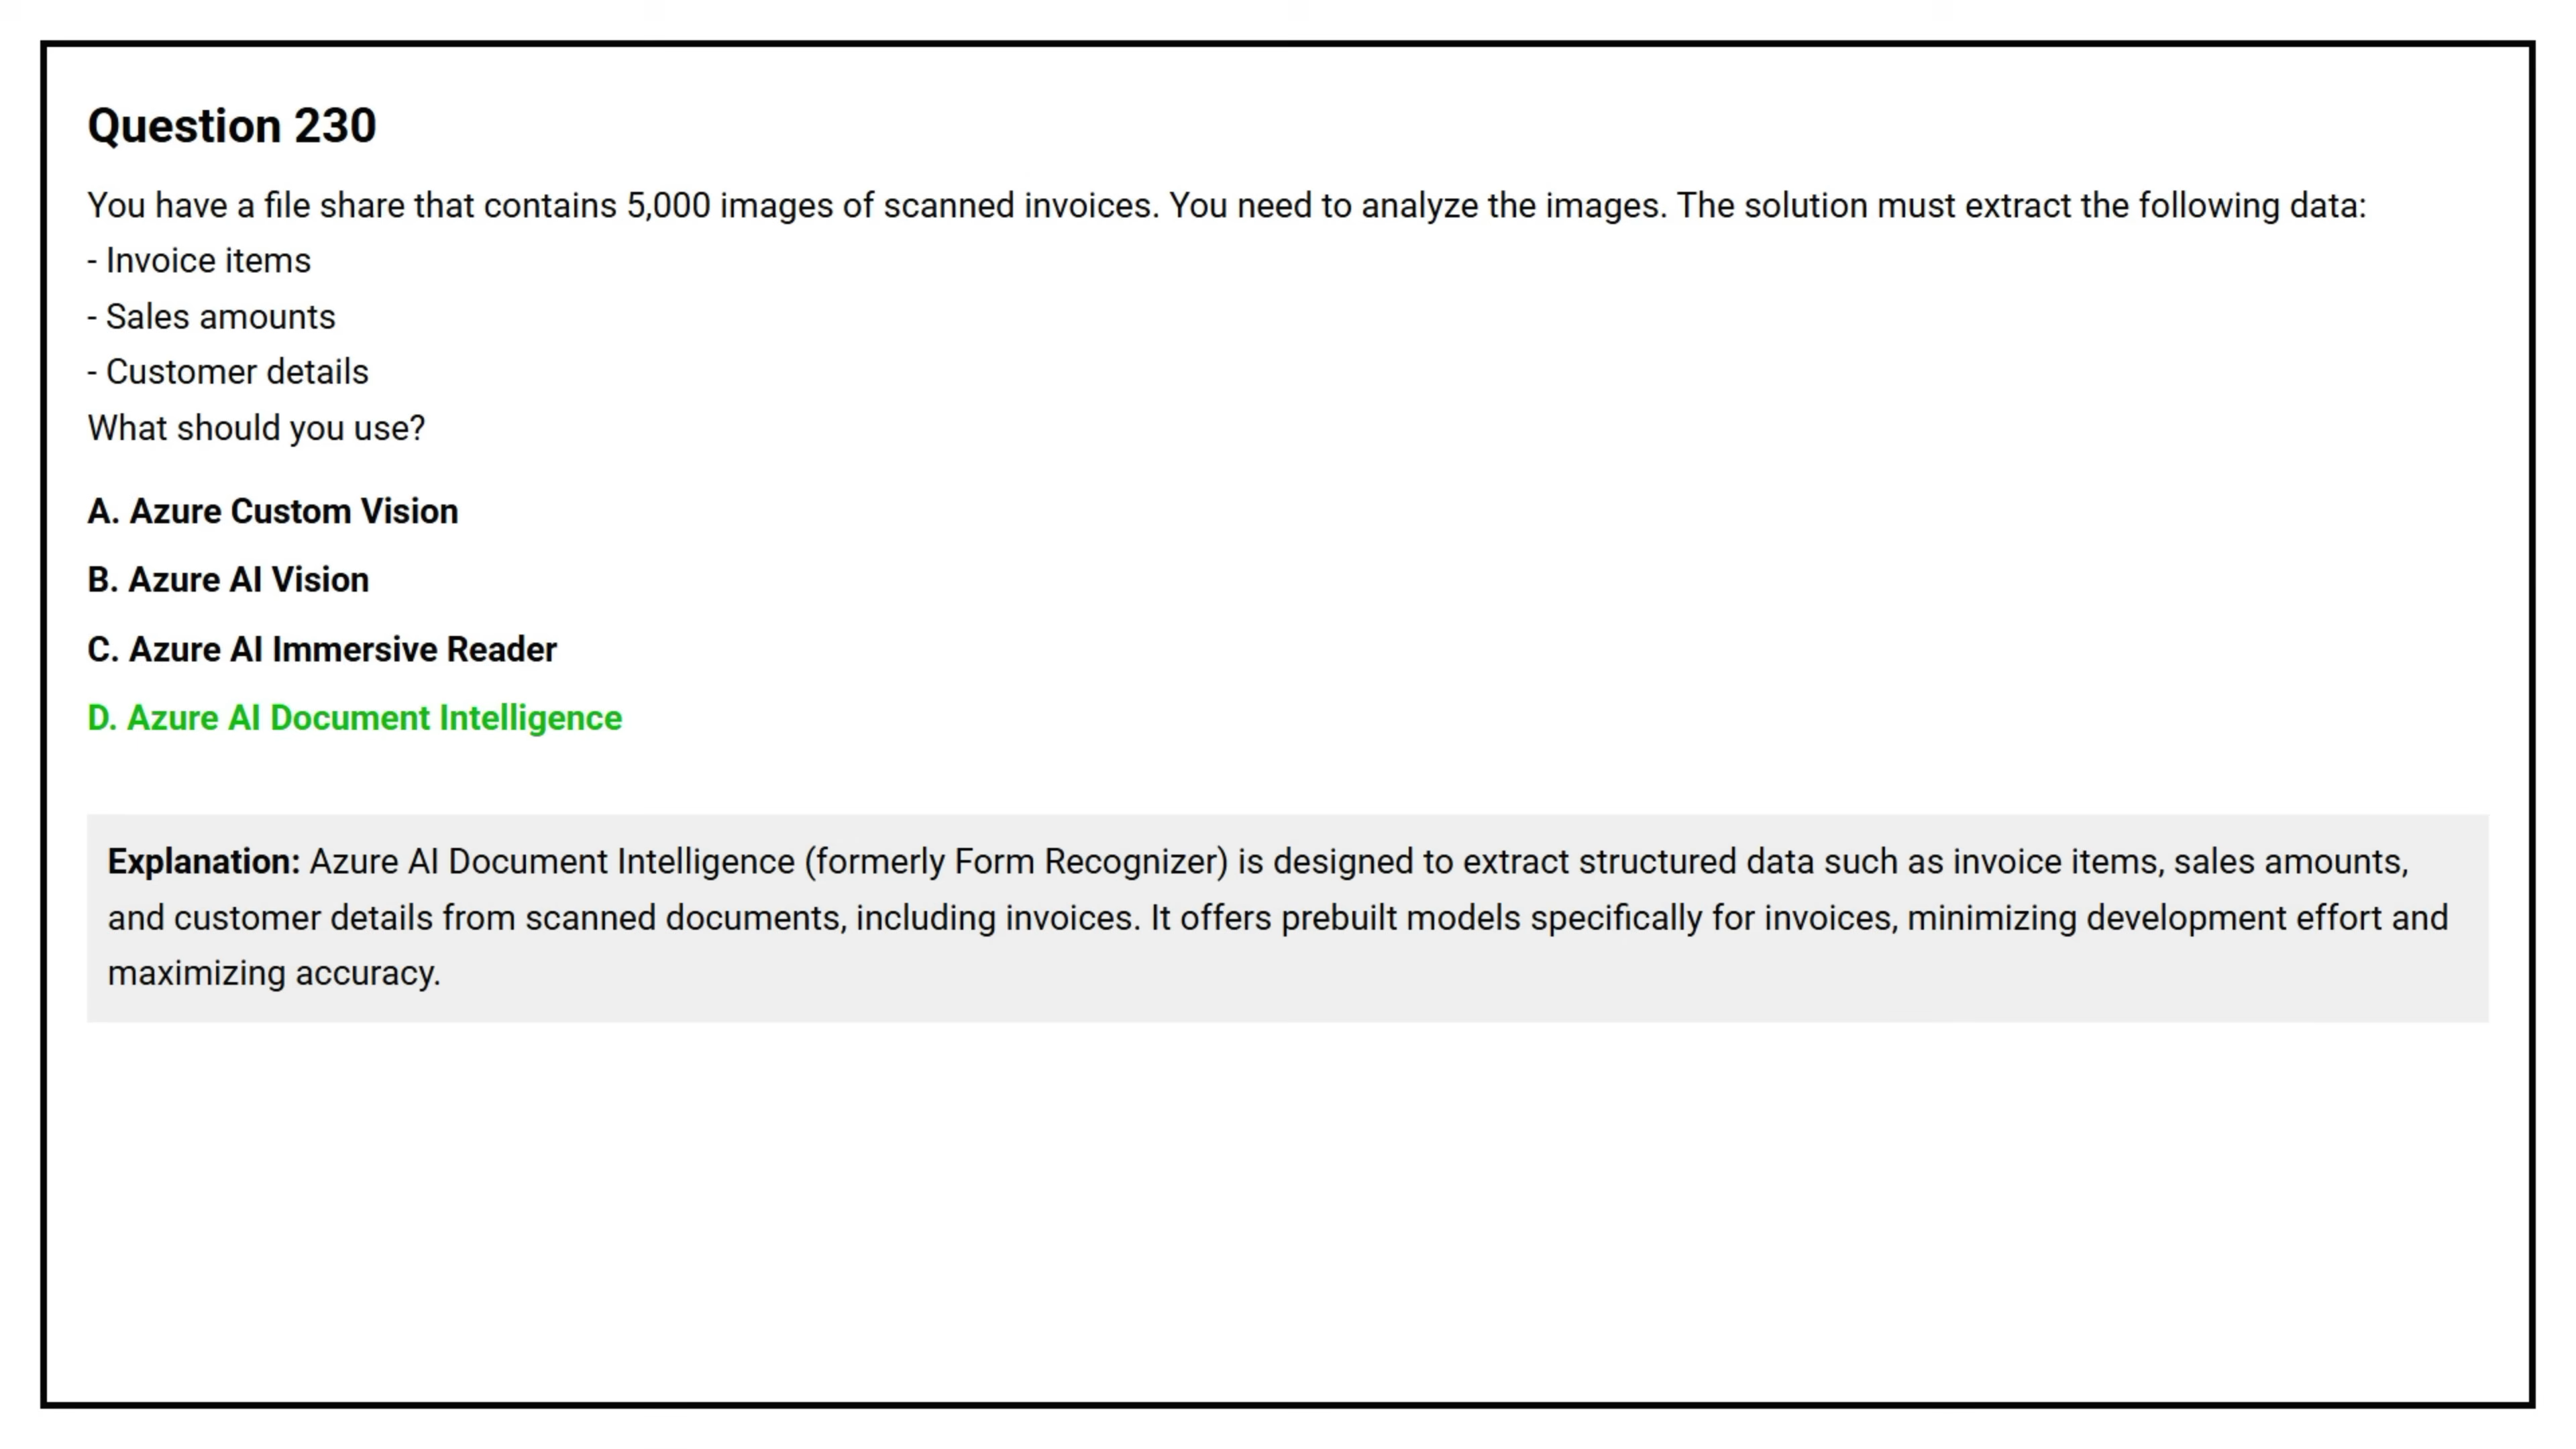 Question 230
You have a file share that contains 5,000 images of scanned invoices. You need to analyze the images. The solution must extract the following data:
- Invoice items
- Sales amounts
- Customer details
What should you use?
A. Azure Custom Vision
B. Azure AI Vision
C. Azure AI Immersive Reader
D. Azure AI Document Intelligence
Explanation: Azure AI Document Intelligence (formerly Form Recognizer) is designed to extract structured data such as invoice items, sales amounts,
and customer details from scanned documents, including invoices. It offers prebuilt models specifically for invoices, minimizing development effort and
maximizing accuracy.